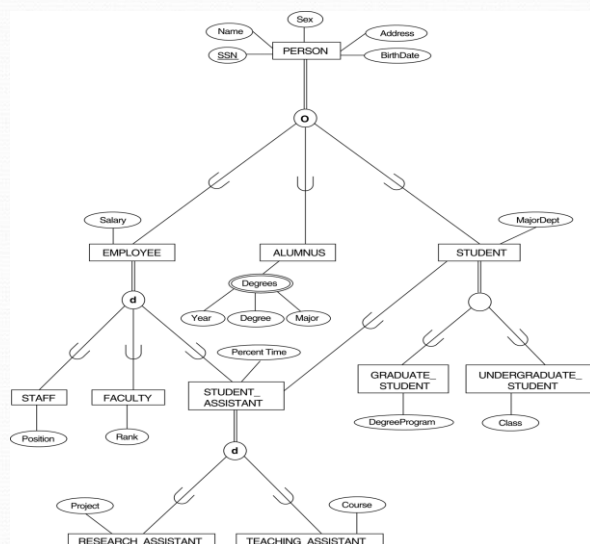 Sex
Name
Address
SSN
PERSON
BirthDate
O
Salary
MajorDept
EMPLOYEE
ALUMNUS
STUDENT
Degrees
d
Year
Degree
Major
Percent Time
STAFF
FACULTY
STUDENT_
ASSISTANT
GRADUATE_
STUDENT
UNDERGRADUATE_
STUDENT
Position
Rank
DegreeProgram
Class
d
Project
Course
RESEARCH_ASSISTANT
TEACHING_ASSISTANT